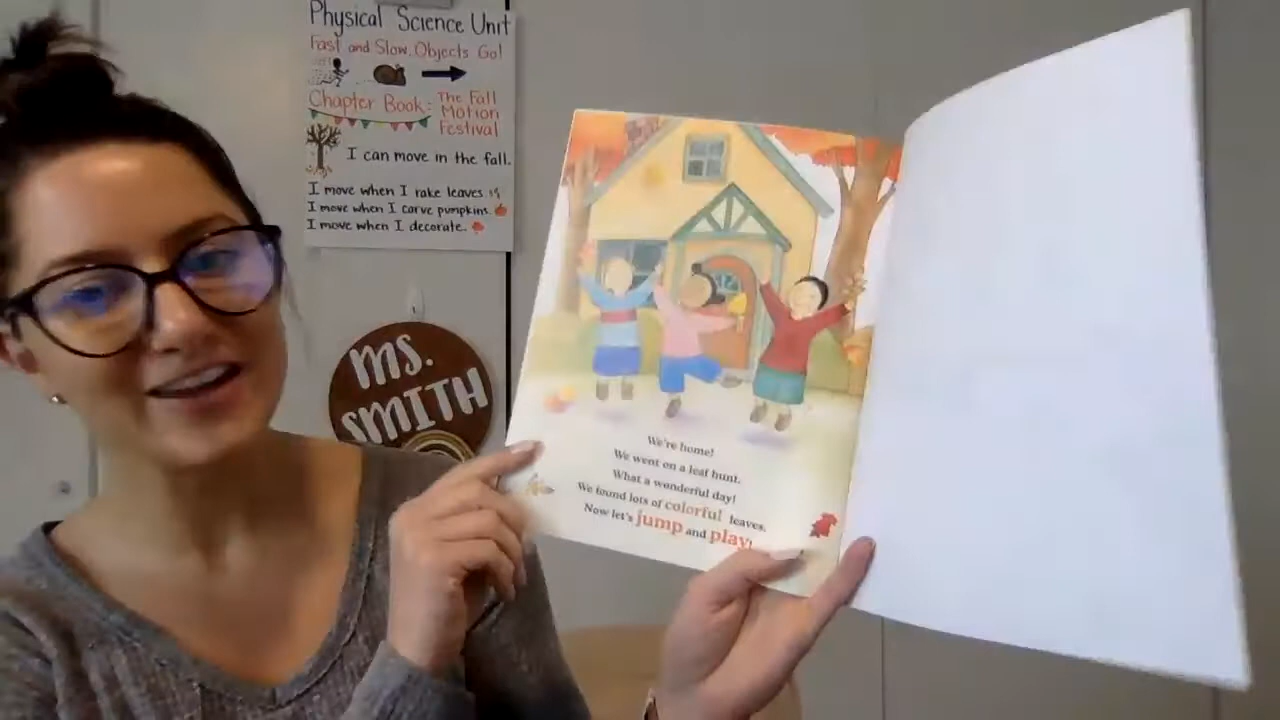 Physical Science Unit
Fast and Slow Objects Go!
Chapter Book: The Fall
Motion
Festival
I can move in the fall.
I move when I rake leaves
I move when I carve pumpkins.
I move when I decorate.
MS.
SMITH
We're home!
We went on a leaf hunt.
What a wonderful day!
We found lots of colorful leaves.
Now let's jump and play!